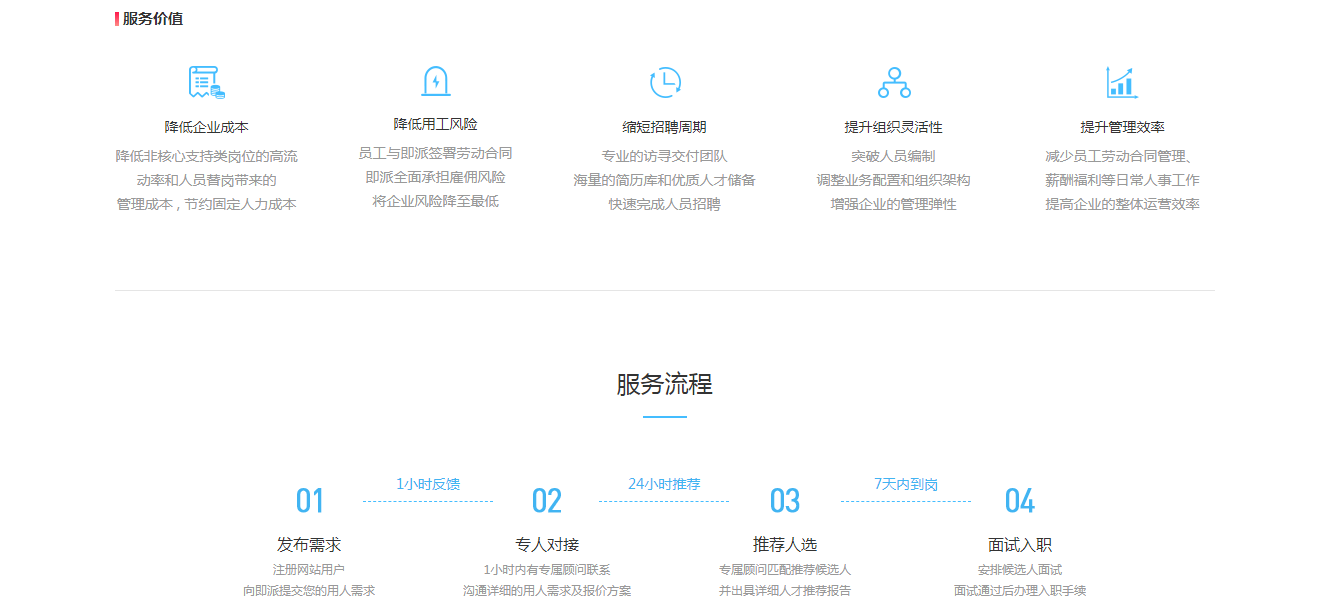 服务价值
降低企业成本
降低非核心支持类岗位的高流
动率和人员替岗带来的
管理成本，节约固定人力成本
降低用工风险
员工与即派签署劳动合同
即派全面承担雇佣风险
将企业风险降至最低
缩短招聘周期
专业的访寻交付团队
海量的简历库和优质人才储备
快速完成人员招聘
提升组织灵活性
突破人员编制
调整业务配置和组织架构
增强企业的管理弹性
提升管理效率
减少员工劳动合同管理、
薪酬福利等日常人事工作
提高企业的整体运营效率
服务流程
01
1小时反馈
02
24小时推荐
03
7天内到岗
04
发布需求
注册网站用户
向即派提交您的用人需求
专人对接
1小时内有专属顾问联系
沟通详细的用人需求及报价方案
推荐人选
专属顾问匹配推荐候选人
并出具详细人才推荐报告
面试入职
安排候选人面试
面试通过后办理入职手续